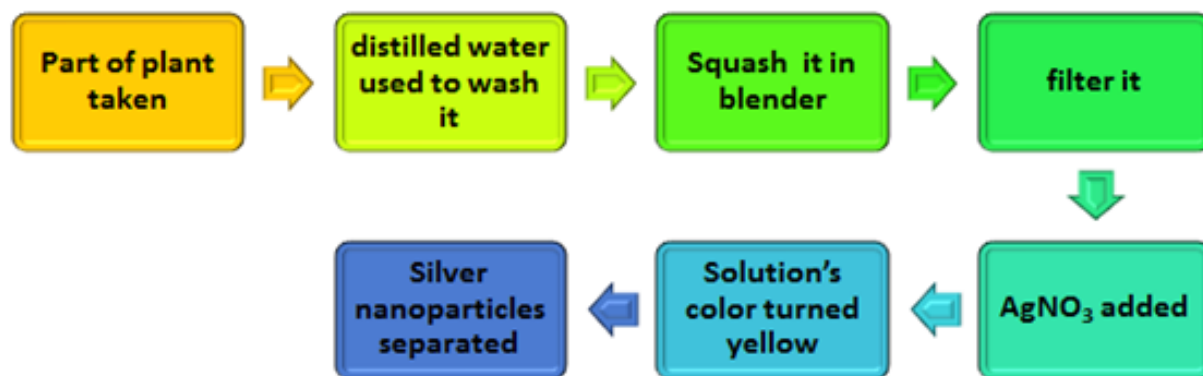 Part of plant
taken
distilled water
used to wash
it
Squash it in
blender
filter it
AgNO₃ added
Solution's
color turned
yellow
Silver
nanoparticles
separated